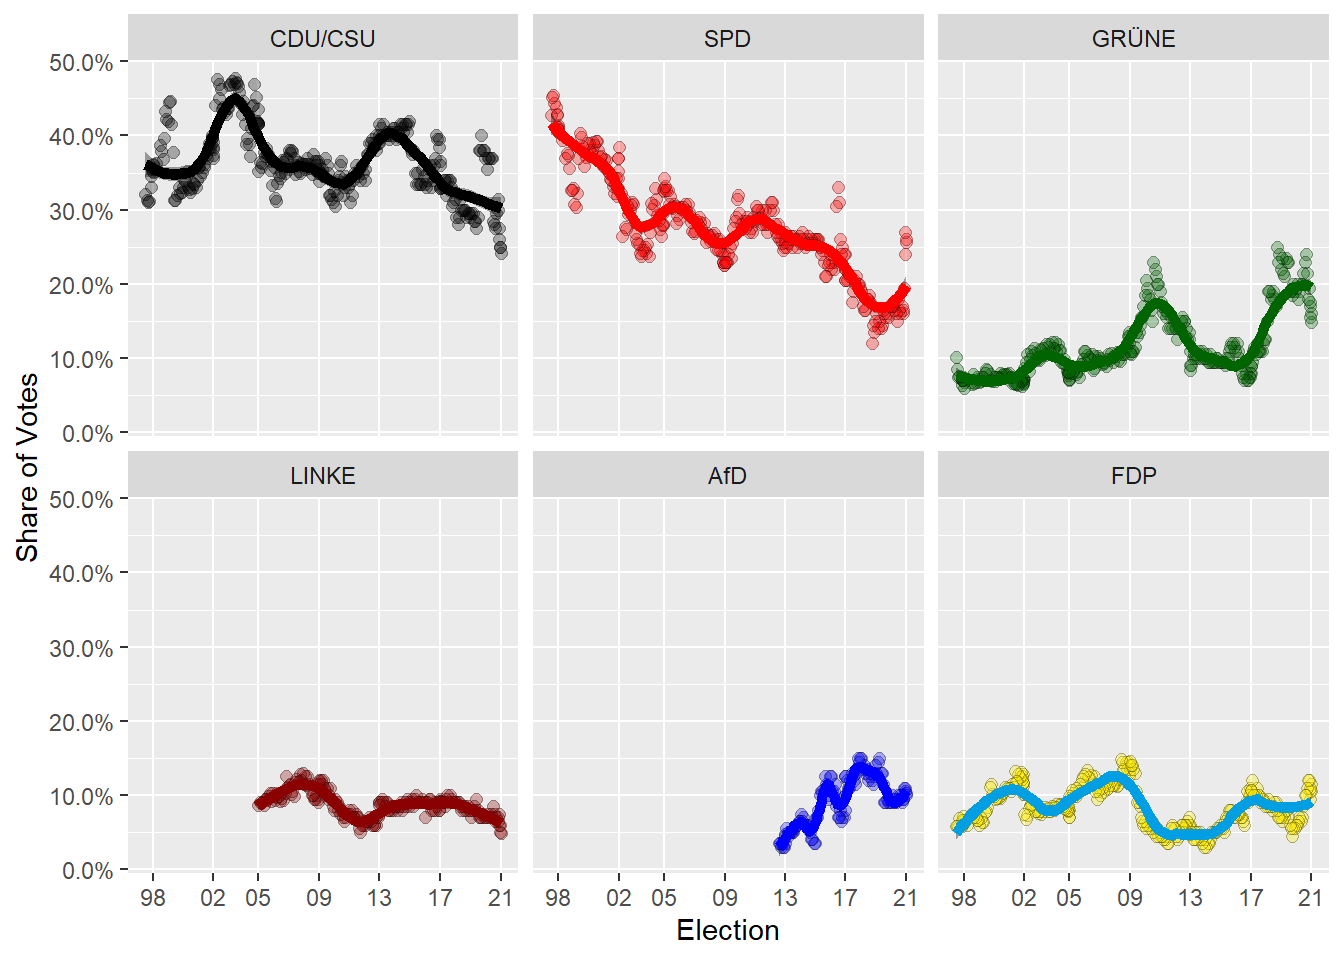 CDU/CSU SPD GRÜNE
50.0%
40.0%
30.0%
20.0%
10.0%
0.0%
Share of Votes
LINKE AfD FDP
50.0%
40.0%
30.0%
20.0%
10.0%
0.0%
98 02 05 09 13 17 21 98 02 05 09 13 17 21 98 02 05 09 13 17 21
Election